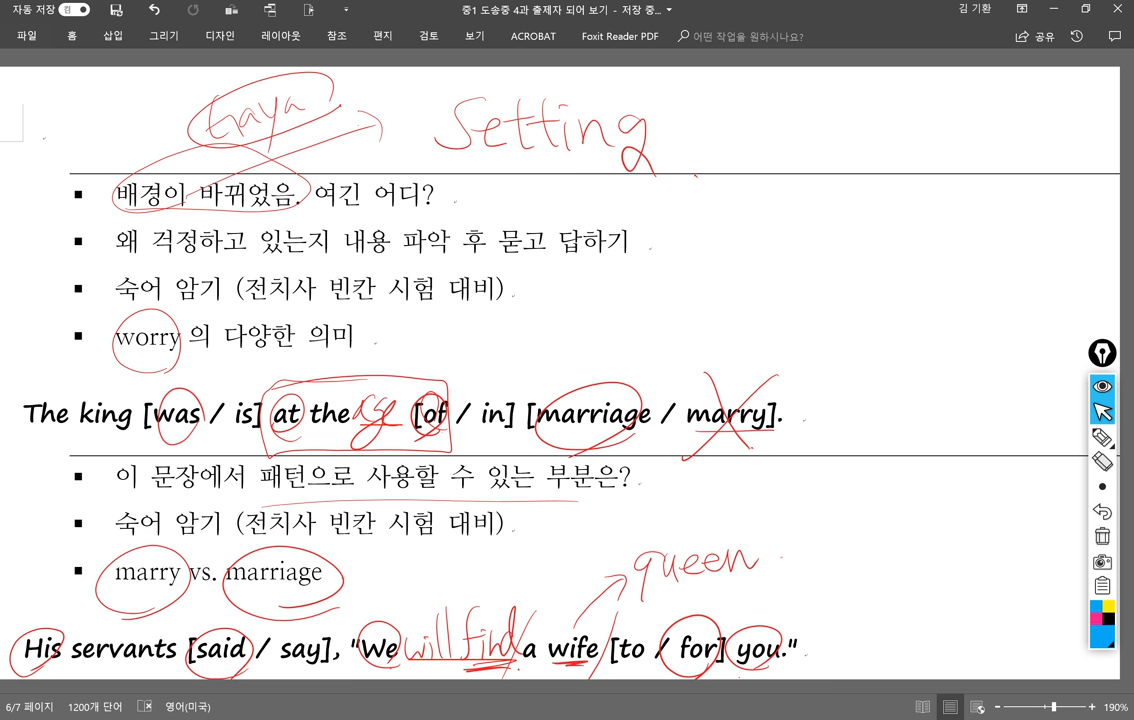 자동 저장 컴 중1 도송중 4과 출제자 되어 보기 - 저장 중... 김 기환
파일 홈 삽입 그리기 디자인 레이아웃 참조 편지 검토 보기 ACROBAT Foxit Reader PDF 어떤 작업을 원하시나요? 공유
Setting
배경이 바뀌었음. 여긴 어디?
왜 걱정하고 있는지 내용 파악 후 묻고 답하기
숙어 암기 (전치사 빈칸 시험 대비)
worry 의 다양한 의미
The king [was / is] at the age [of / in] [marriage / marry].
이 문장에서 패턴으로 사용할 수 있는 부분은?
숙어 암기 (전치사 빈칸 시험 대비)
marry vs. marriage
queen
His servants [said / say], "We will find a wife [to / for] you."
6/7 페이지 1200개 단어 영어(미국) 190%